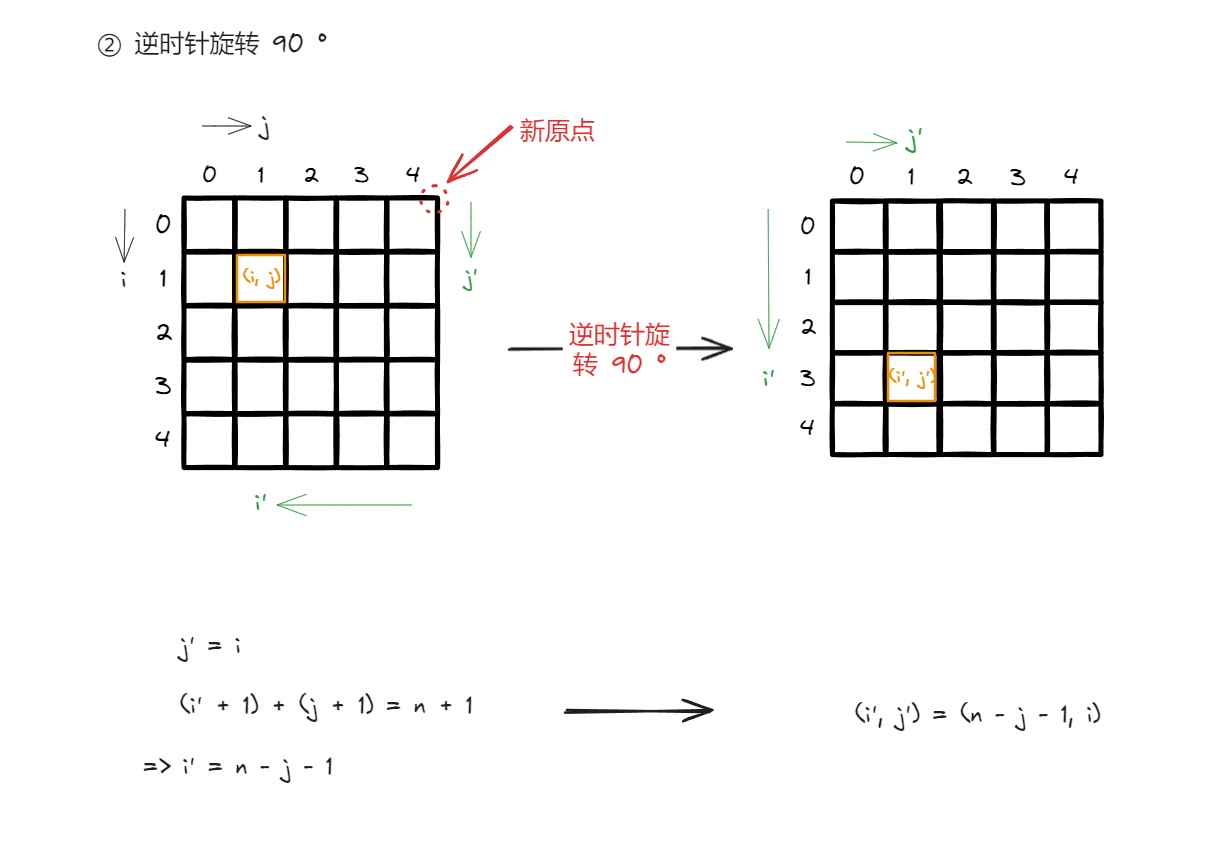 ② 逆时针旋转 90 °
j
新原点
0 1 2 3 4
0
1
2
3
4
i
(i, j)
j'
i'
逆时针旋
转 90 °
j'
0 1 2 3 4
0
1
2
3
4
i'
(i', j')
j' = i
(i' + 1) + (j + 1) = n + 1
=> i' = n - j - 1
(i', j') = (n - j - 1, i)